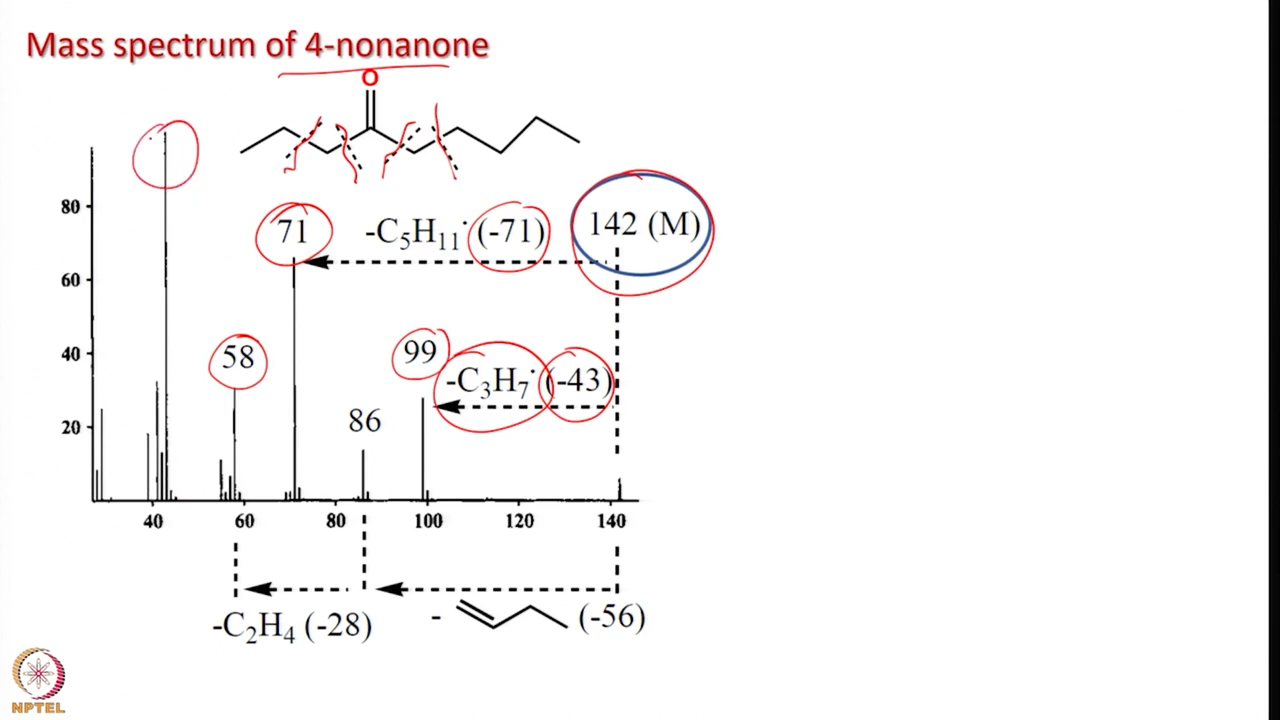 Mass spectrum of 4-nonanone
O
80
71
-C₅H₁₁˙ (-71)
142 (M)
60
58
99
40
-C₃H₇˙ (-43)
86
20
40 60 80 100 120 140
-C₂H₄ (-28)
- (-56)
NPTEL